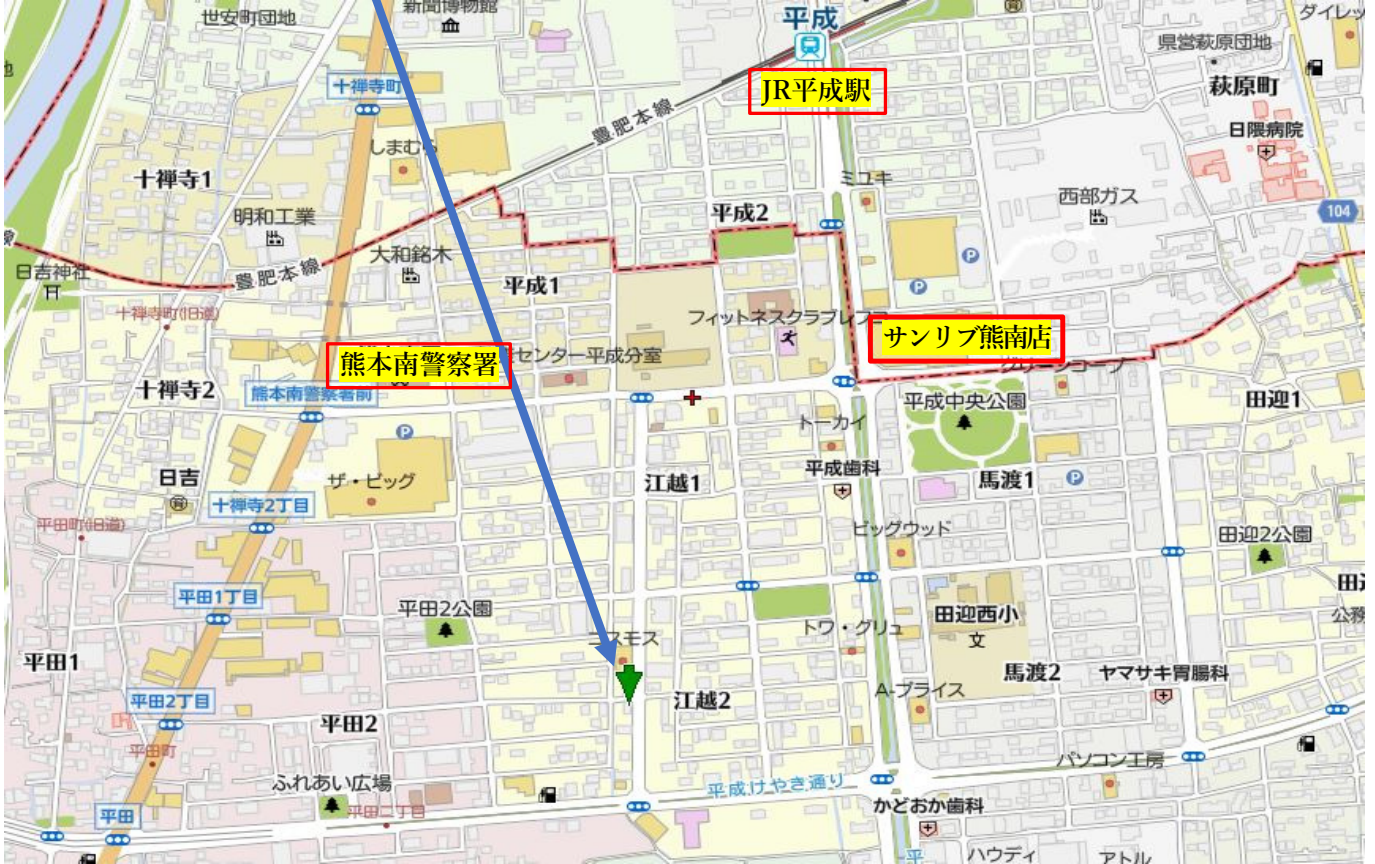 世安町団地
新聞博物館
平成
ダイレッ
県営萩原団地
十禅寺町
JR平成駅
萩原町
豊肥本線
日隈病院
しまむら
十禅寺1
ミユキ
西部ガス
明和工業
平成2
104
大和銘木
日吉神社
豊肥本線
平成1
十禅寺町(旧道)
フィットネスクラブレフコ
サンリブ熊南店
熊本南警察署
センター平成分室
グリーンコープ
十禅寺2
熊本南警察署前
平成中央公園
田迎1
トーカイ
日吉
ザ・ビッグ
江越1
平成歯科
馬渡1
十禅寺2丁目
平田町(旧道)
ビッグウッド
田迎2公園
平田1丁目
平田2公園
田迎西小
文
コスモス
トワ・グリュ
公務
平田1
馬渡2
ヤマサキ胃腸科
平田2丁目
江越2
A-プライス
平田2
平田町
パソコン工房
ふれあい広場
平成けやき通り
平田
平田二丁目
かどおか歯科
ハウディ
アトル